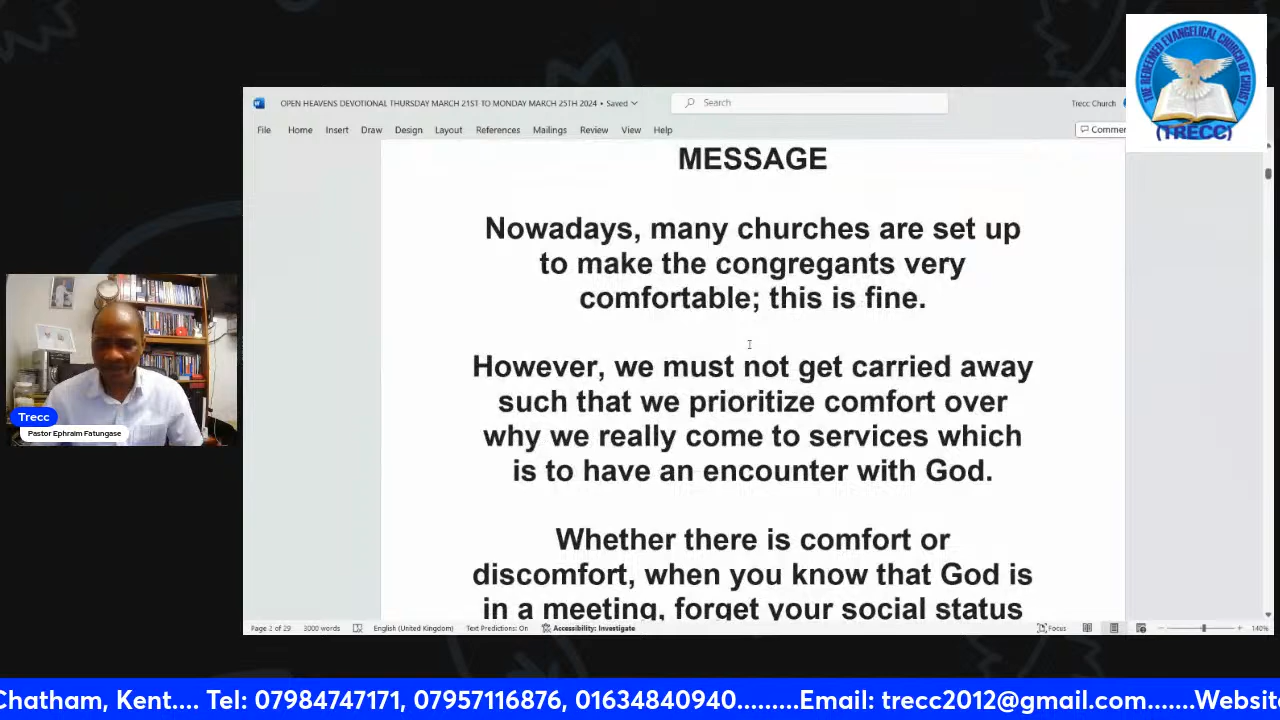 THE REDEEMED EVANGELICAL CHURCH OF CHRIST
(TRECC)
OPEN HEAVENS DEVOTIONAL THURSDAY MARCH 21ST TO MONDAY MARCH 25TH 2024 • Saved
Search
Trecc Church
File Home Insert Draw Design Layout References Mailings Review View Help
Commen
MESSAGE
Nowadays, many churches are set up
to make the congregants very
comfortable; this is fine.
However, we must not get carried away
such that we prioritize comfort over
why we really come to services which
is to have an encounter with God.
Whether there is comfort or
discomfort, when you know that God is
in a meeting, forget your social status
Trecc
Pastor Ephraim Fatungase
Page 2 of 29 3000 words English (United Kingdom) Text Predictions: On Accessibility: Investigate Focus 140%
Chatham, Kent.... Tel: 07984747171, 07957116876, 01634840940.........Email: trecc2012@gmail.com.......Website